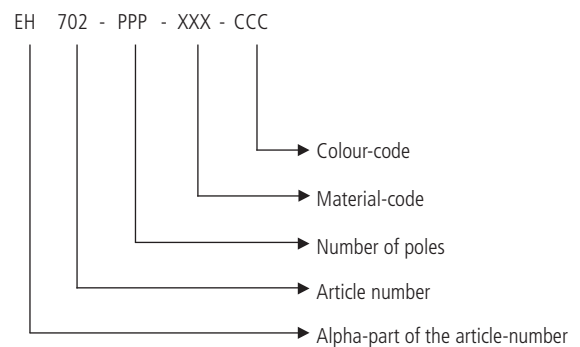 EH 702 - PPP - XXX - CCC
Colour-code
Material-code
Number of poles
Article number
Alpha-part of the article-number